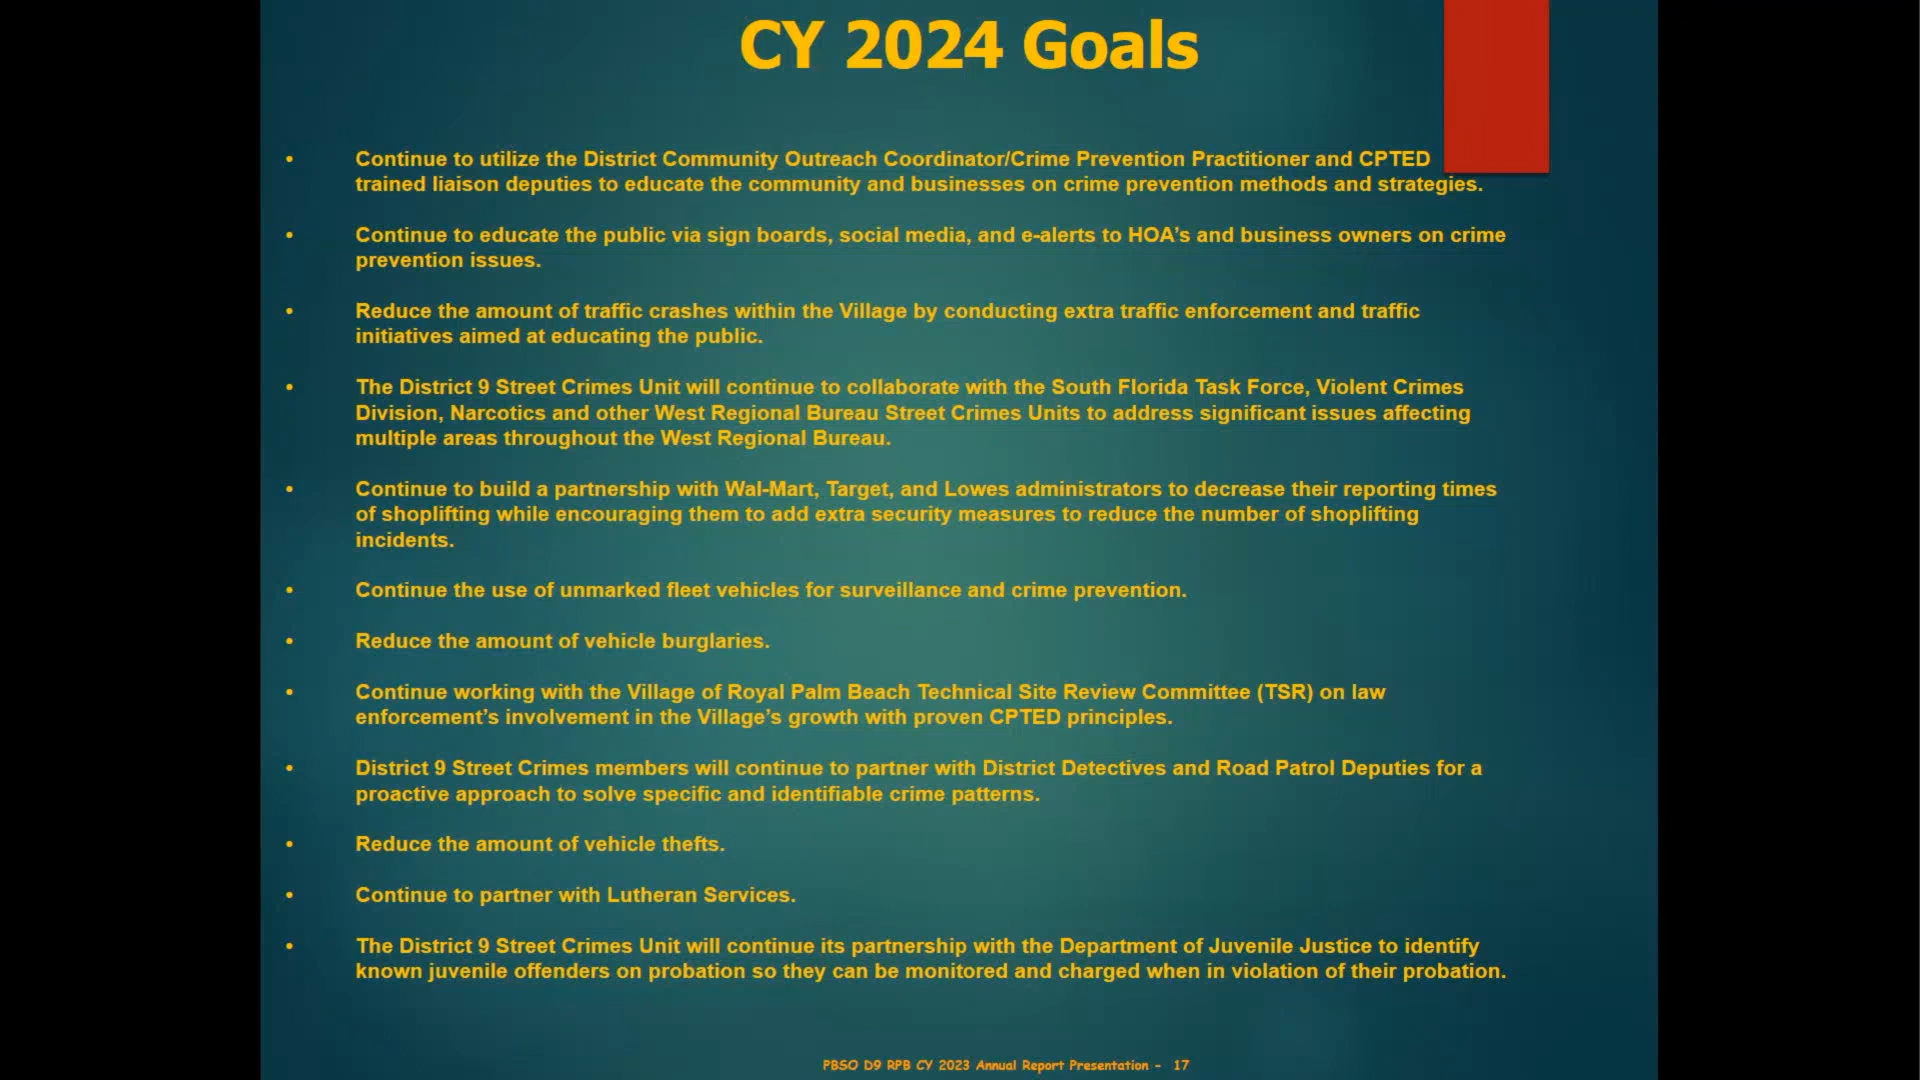 CY 2024 Goals
• Continue to utilize the District Community Outreach Coordinator/Crime Prevention Practitioner and CPTED
trained liaison deputies to educate the community and businesses on crime prevention methods and strategies.
• Continue to educate the public via sign boards, social media, and e-alerts to HOA’s and business owners on crime
prevention issues.
• Reduce the amount of traffic crashes within the Village by conducting extra traffic enforcement and traffic
initiatives aimed at educating the public.
• The District 9 Street Crimes Unit will continue to collaborate with the South Florida Task Force, Violent Crimes
Division, Narcotics and other West Regional Bureau Street Crimes Units to address significant issues affecting
multiple areas throughout the West Regional Bureau.
• Continue to build a partnership with Wal-Mart, Target, and Lowes administrators to decrease their reporting times
of shoplifting while encouraging them to add extra security measures to reduce the number of shoplifting
incidents.
• Continue the use of unmarked fleet vehicles for surveillance and crime prevention.
• Reduce the amount of vehicle burglaries.
• Continue working with the Village of Royal Palm Beach Technical Site Review Committee (TSR) on law
enforcement’s involvement in the Village’s growth with proven CPTED principles.
• District 9 Street Crimes members will continue to partner with District Detectives and Road Patrol Deputies for a
proactive approach to solve specific and identifiable crime patterns.
• Reduce the amount of vehicle thefts.
• Continue to partner with Lutheran Services.
• The District 9 Street Crimes Unit will continue its partnership with the Department of Juvenile Justice to identify
known juvenile offenders on probation so they can be monitored and charged when in violation of their probation.
PBSO D9 RPB CY 2023 Annual Report Presentation - 17